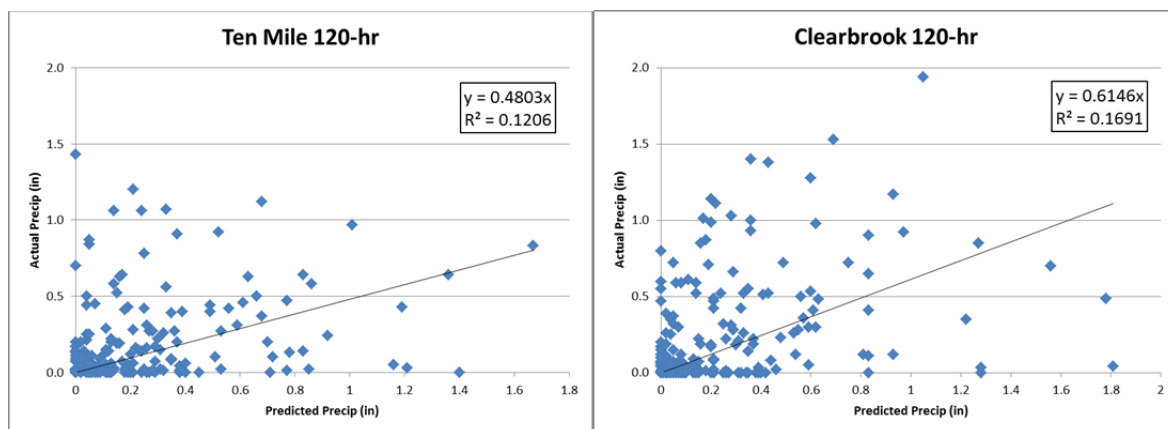 Ten Mile 120-hr
2.0
1.5
1.0
0.5
0.0
Actual Precip (in)
y = 0.4803x
R² = 0.1206
0.0 0.2 0.4 0.6 0.8 1 1.2 1.4 1.6 1.8
Predicted Precip (in)
Clearbrook 120-hr
2.0
1.5
1.0
0.5
0.0
Actual Precip (in)
y = 0.6146x
R² = 0.1691
0.0 0.2 0.4 0.6 0.8 1 1.2 1.4 1.6 1.8 2
Predicted Precip (in)